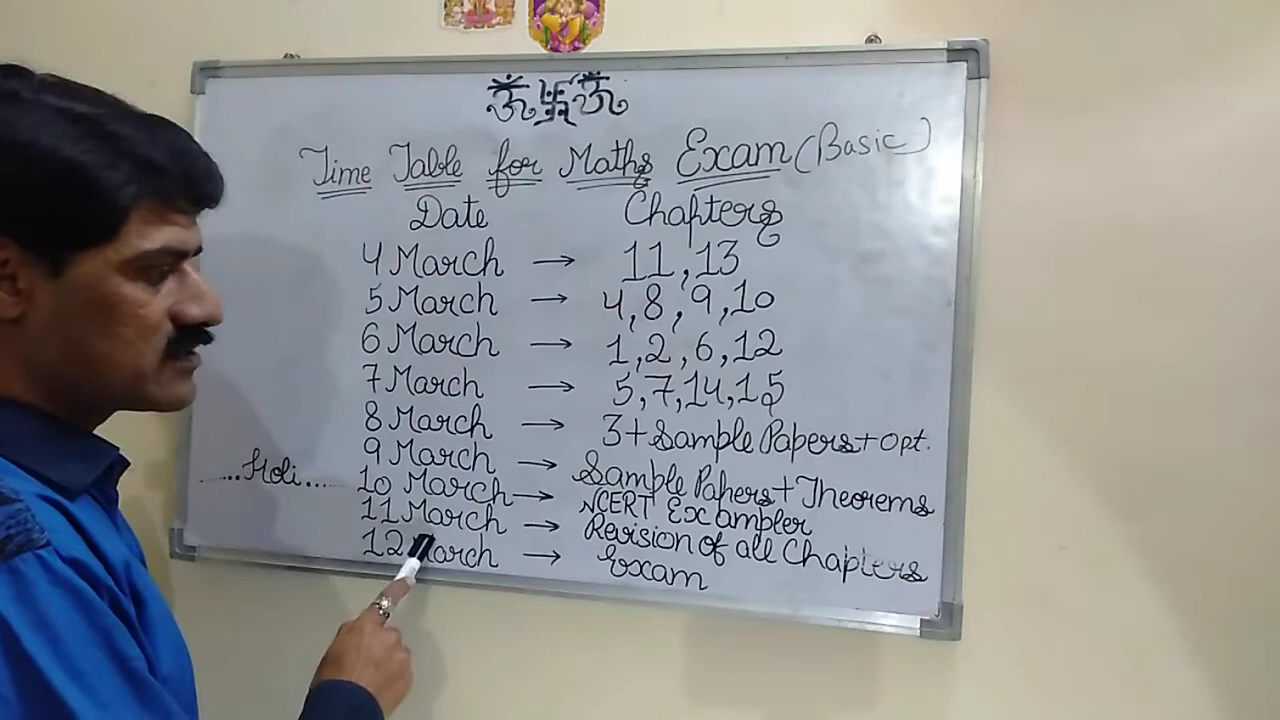 ॐ 卐 ॐ
Time Table for Maths Exam (Basic)
Date Chapters
4 March → 11, 13
5 March → 4, 8, 9, 10
6 March → 1, 2, 6, 12
7 March → 5, 7, 14, 15
8 March → 3 + Sample Papers + opt.
9 March → Sample Papers + Theorems
...Holi.... 10 March → NCERT Exampler
11 March → Revision of all Chapters
12 March → Exam